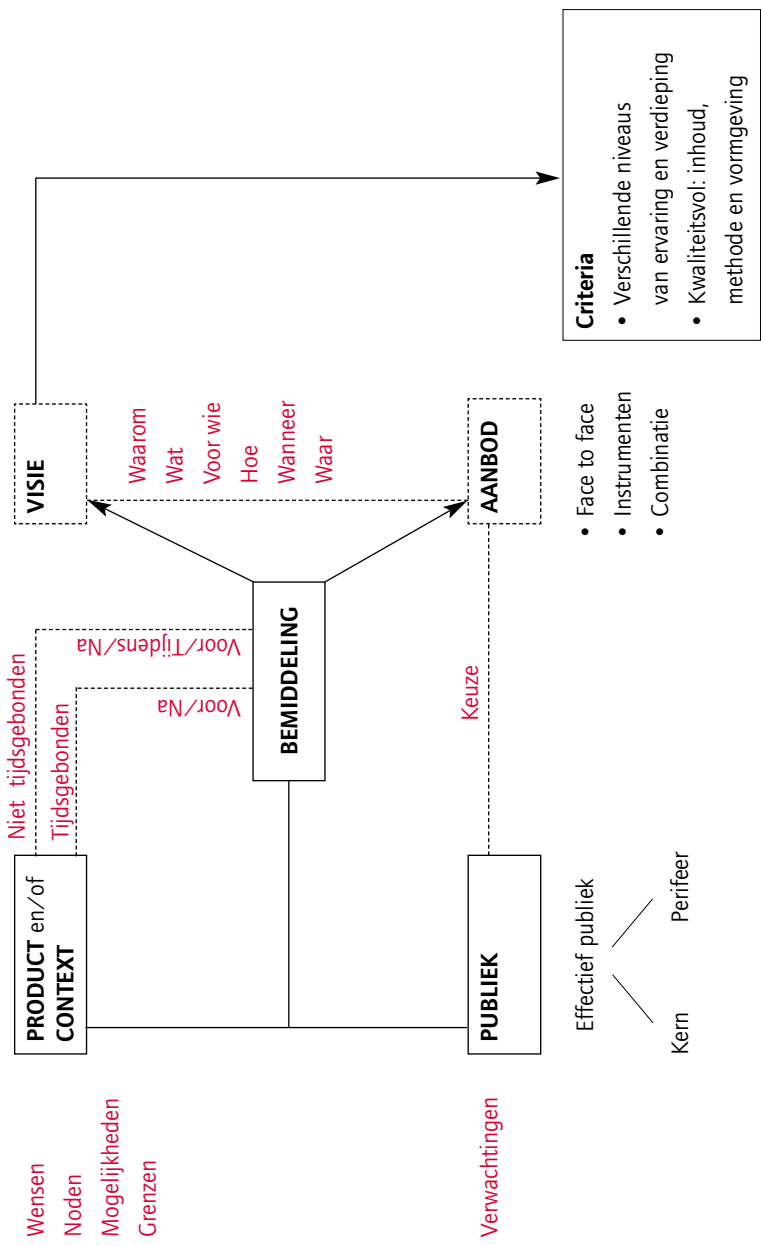 Wensen
Noden
Mogelijkheden
Grenzen
PRODUCT en/of
CONTEXT
Niet tijdsgebonden
Tijdsgebonden
Voor/Tijdens/Na
Voor/Na
VISIE
Waarom
Wat
Voor wie
Hoe
Wanneer
Waar
BEMIDDELING
Verwachtingen
PUBLIEK
Keuze
AANBOD
Effectief publiek
Kern
Perifeer
• Face to face
• Instrumenten
• Combinatie
Criteria
• Verschillende niveaus
van ervaring en verdieping
• Kwaliteitsvol: inhoud,
methode en vormgeving